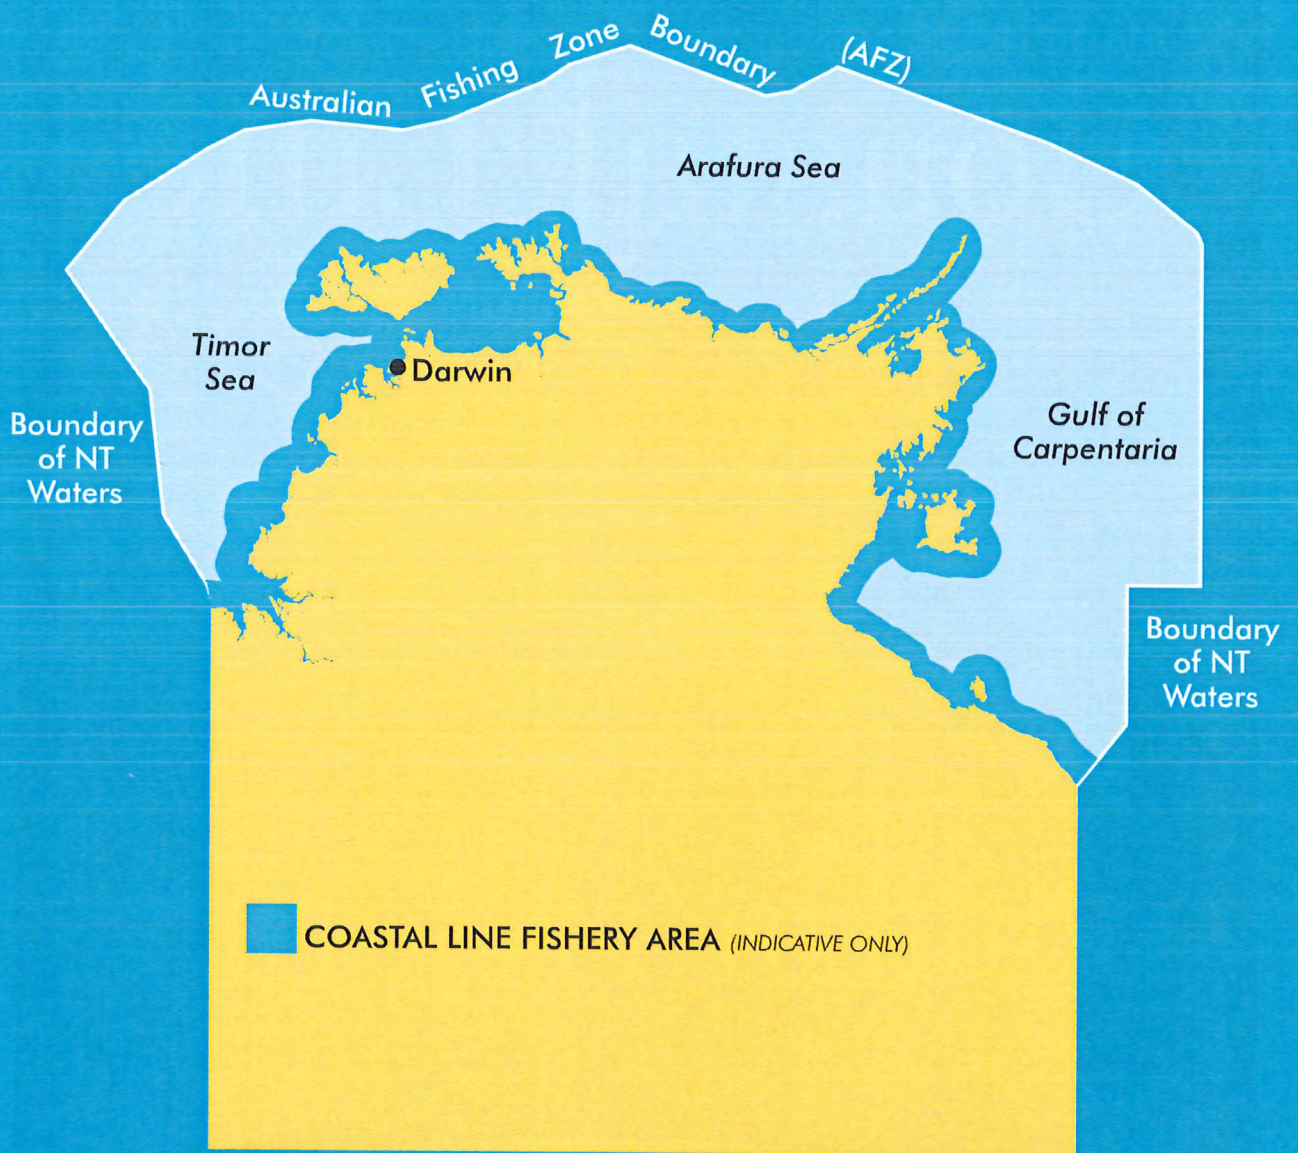 Australian Fishing Zone Boundary (AFZ)
Arafura Sea
Timor
Sea
Darwin
Boundary
of NT
Waters
Gulf of
Carpentaria
Boundary
of NT
Waters
COASTAL LINE FISHERY AREA (INDICATIVE ONLY)